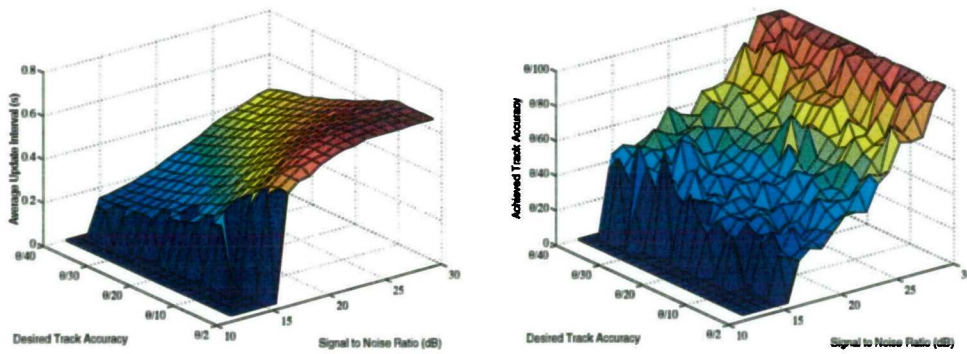 0.8
0.6
0.4
0.2
0
Average Update Interval (s)
θ/40
θ/30
θ/20
θ/10
θ/2
Desired Track Accuracy
10
15
20
25
30
Signal to Noise Ratio (dB)
θ/100
θ/80
θ/60
θ/40
θ/20
0
Achieved Track Accuracy
θ/40
θ/30
θ/20
θ/10
θ/2
Desired Track Accuracy
10
15
20
25
3
Signal to Noise Ratio (dB)